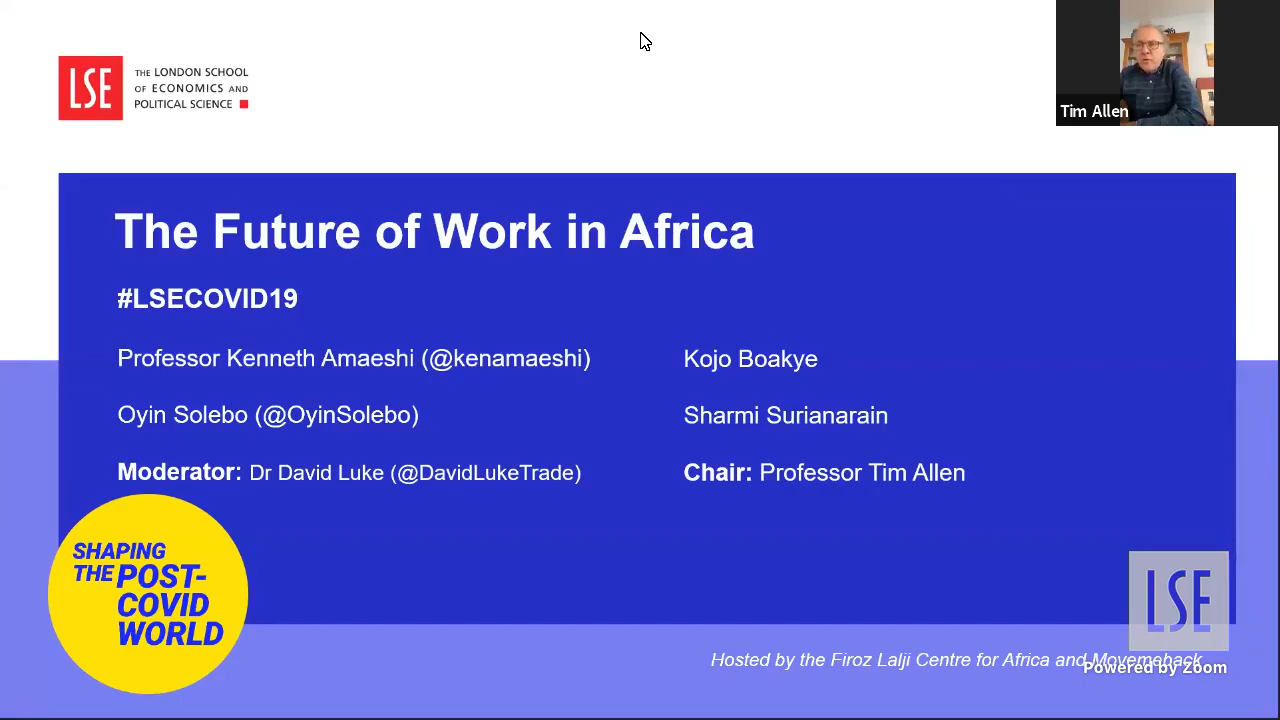 LSE
THE LONDON SCHOOL
OF ECONOMICS AND
POLITICAL SCIENCE
Tim Allen
The Future of Work in Africa
#LSECOVID19
Professor Kenneth Amaeshi (@kenamaeshi)
Kojo Boakye
Oyin Solebo (@OyinSolebo)
Sharmi Surianarain
Moderator: Dr David Luke (@DavidLukeTrade)
Chair: Professor Tim Allen
SHAPING
THE POST-
COVID
WORLD
LSE
Hosted by the Firoz Lalji Centre for Africa and Movemeback
Powered by Zoom